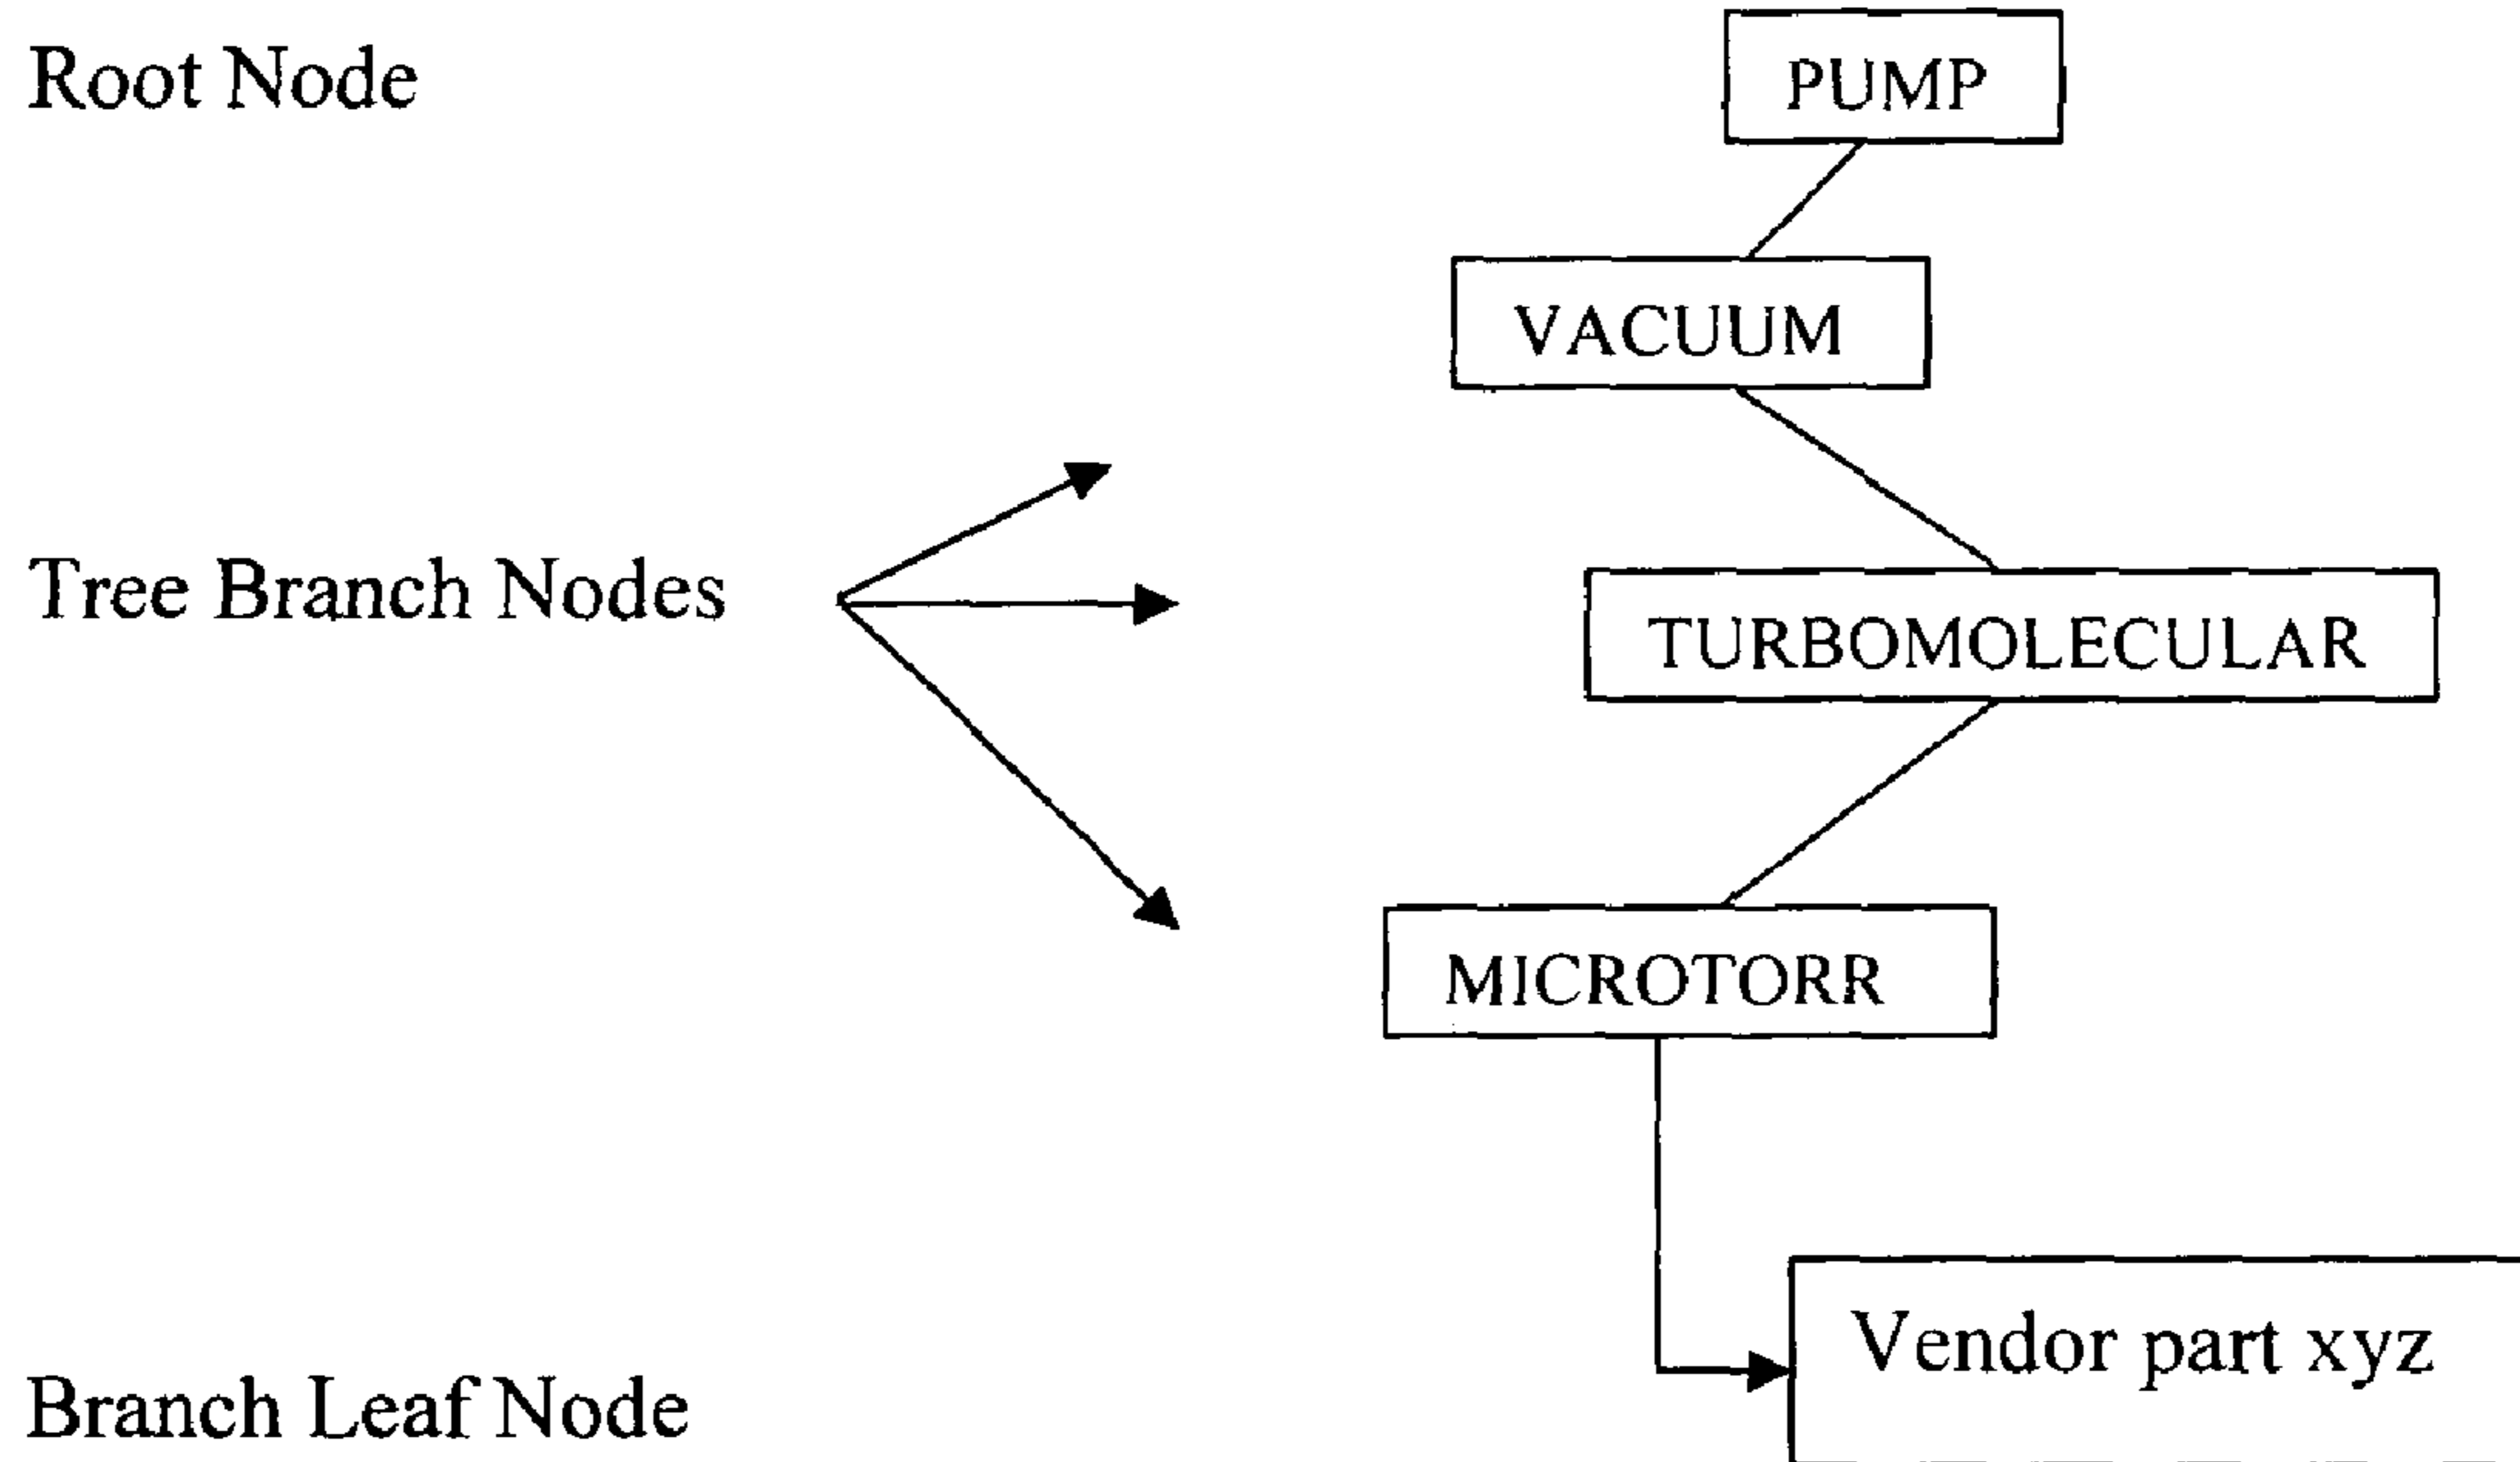 Root Node
PUMP
VACUUM
Tree Branch Nodes
TURBOMOLECULAR
MICROTORR
Vendor part xyz
Branch Leaf Node